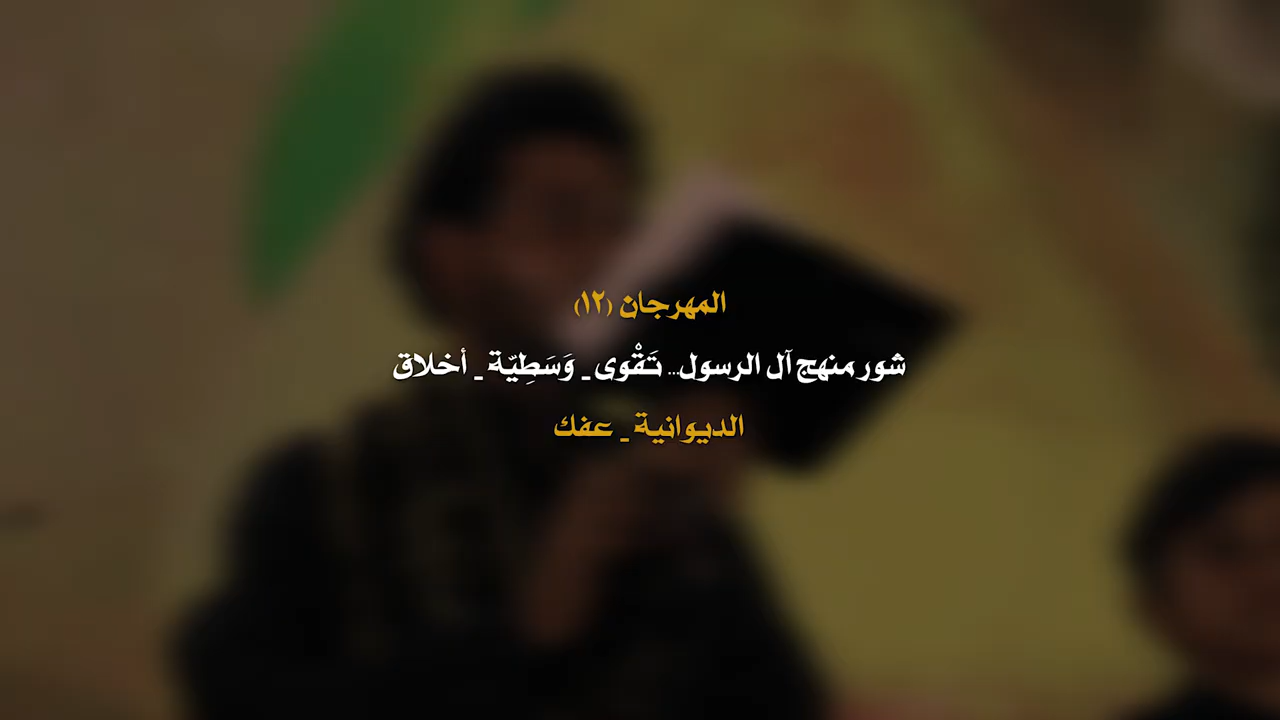 المهرجان (١٢)
شور منهج آل الرسول... تَقْوى _ وَسَطِيّة _ أخلاق
الديوانية _ عفك